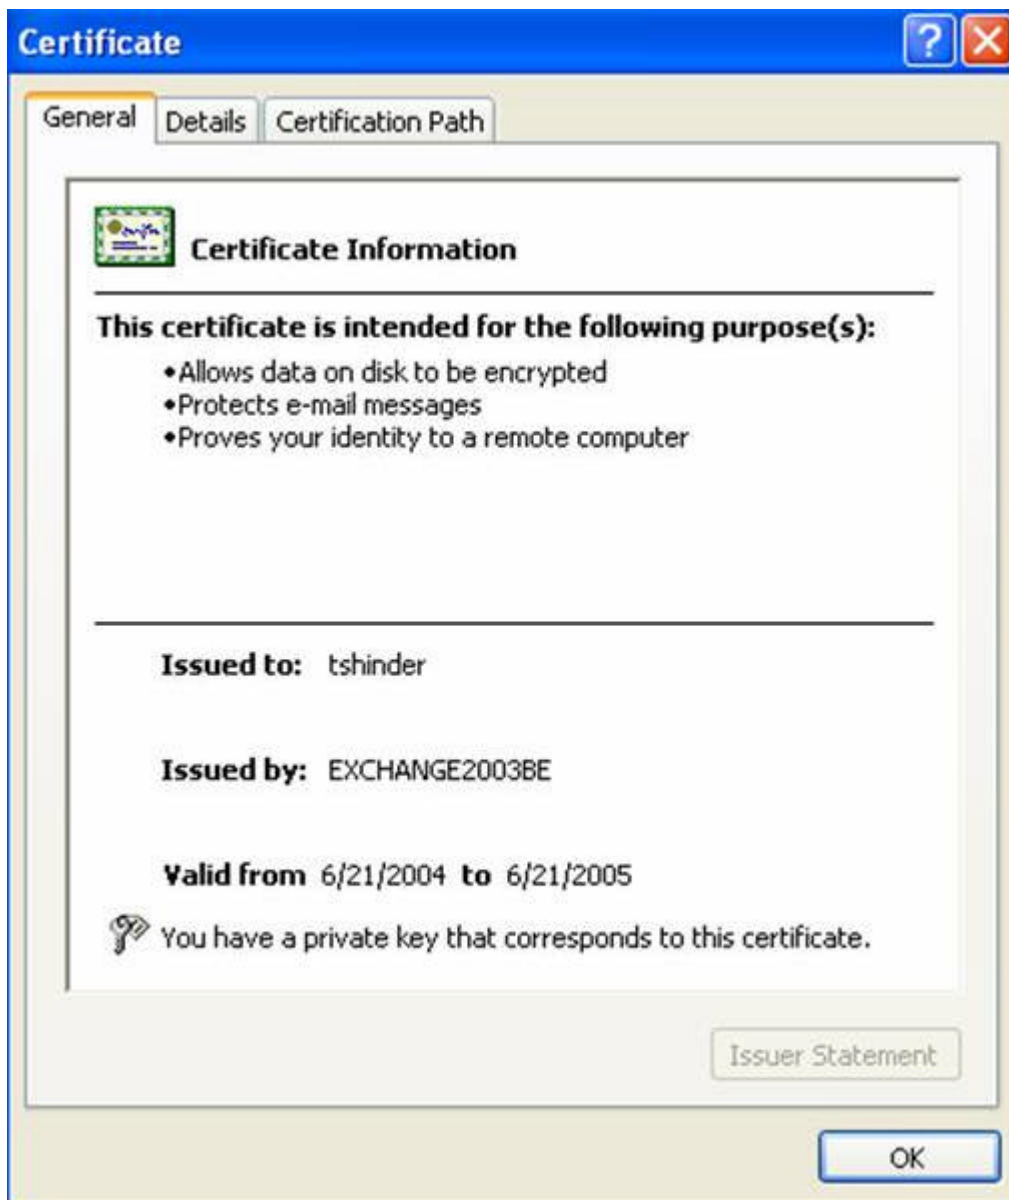 Certificate
General Details Certification Path
Certificate Information
This certificate is intended for the following purpose(s):
•Allows data on disk to be encrypted
•Protects e-mail messages
•Proves your identity to a remote computer
Issued to: tshinder
Issued by: EXCHANGE2003BE
Valid from 6/21/2004 to 6/21/2005
You have a private key that corresponds to this certificate.
Issuer Statement
OK